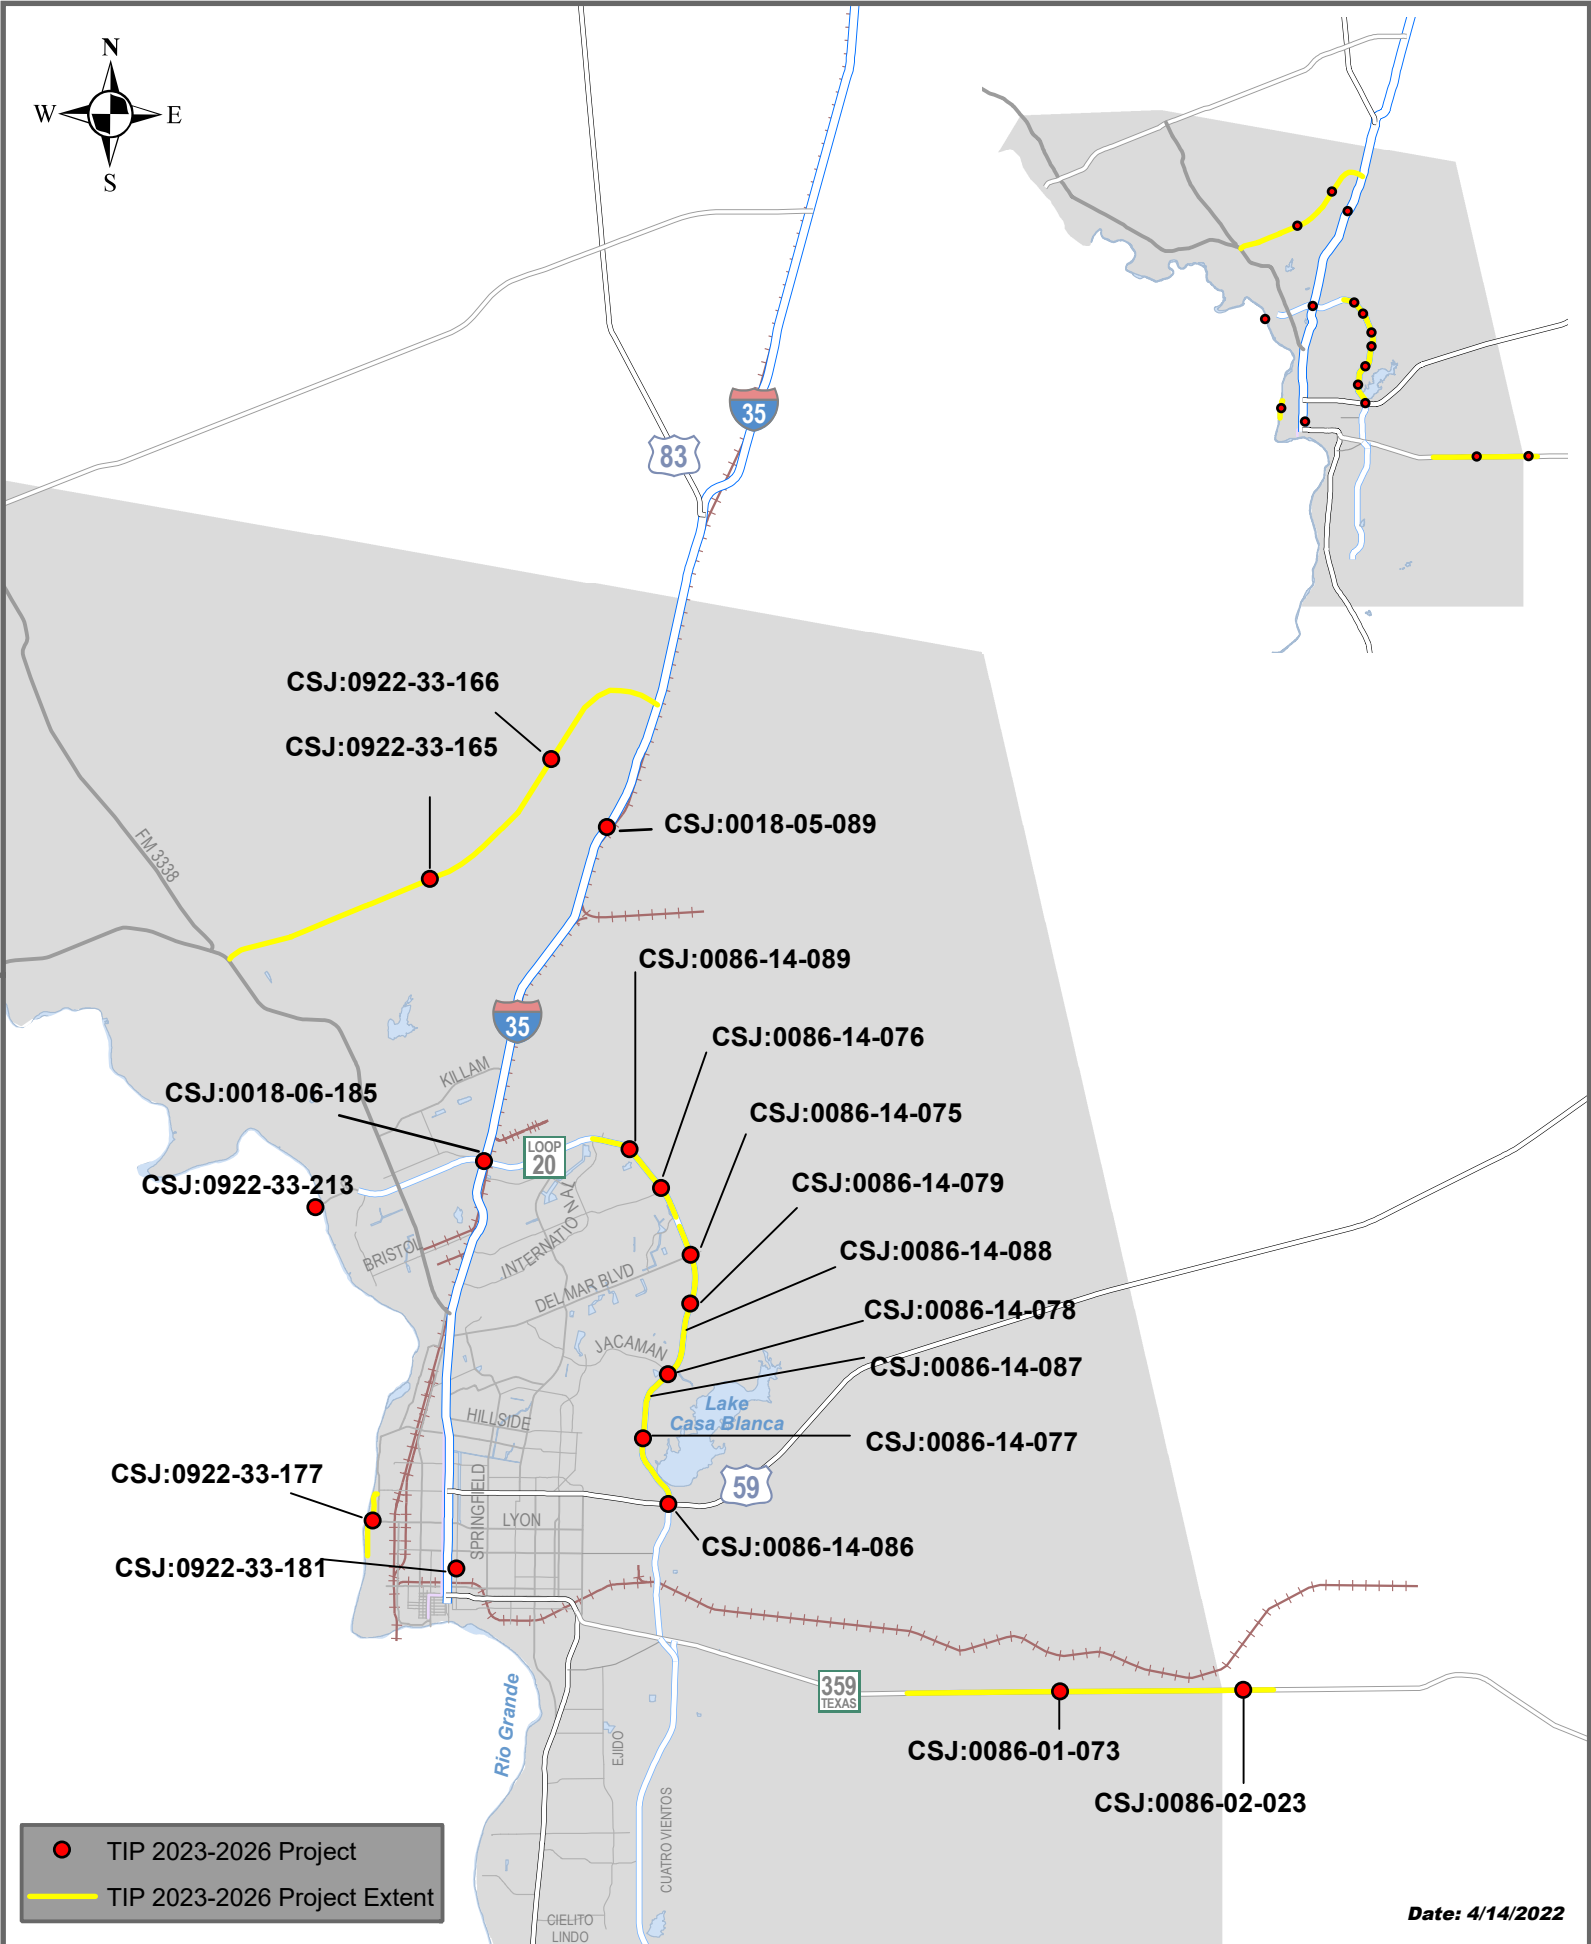 N
W
E
S
35
83
CSJ:0922-33-166
CSJ:0922-33-165
CSJ:0018-05-089
FM 3338
CSJ:0086-14-089
35
CSJ:0086-14-076
KILLAM
CSJ:0018-06-185
CSJ:0086-14-075
LOOP
20
CSJ:0922-33-213
CSJ:0086-14-079
BRISTOL
INTERNATIONAL
CSJ:0086-14-088
DEL MAR BLVD
CSJ:0086-14-078
JACAMAN
CSJ:0086-14-087
Lake
Casa Blanca
HILLSIDE
CSJ:0086-14-077
CSJ:0922-33-177
59
SPRINGFIELD
LYON
CSJ:0086-14-086
CSJ:0922-33-181
359
TEXAS
Rio Grande
EJIDO
CSJ:0086-01-073
CSJ:0086-02-023
CUATRO VIENTOS
TIP 2023-2026 Project
TIP 2023-2026 Project Extent
CIELITO
LINDO
Date: 4/14/2022